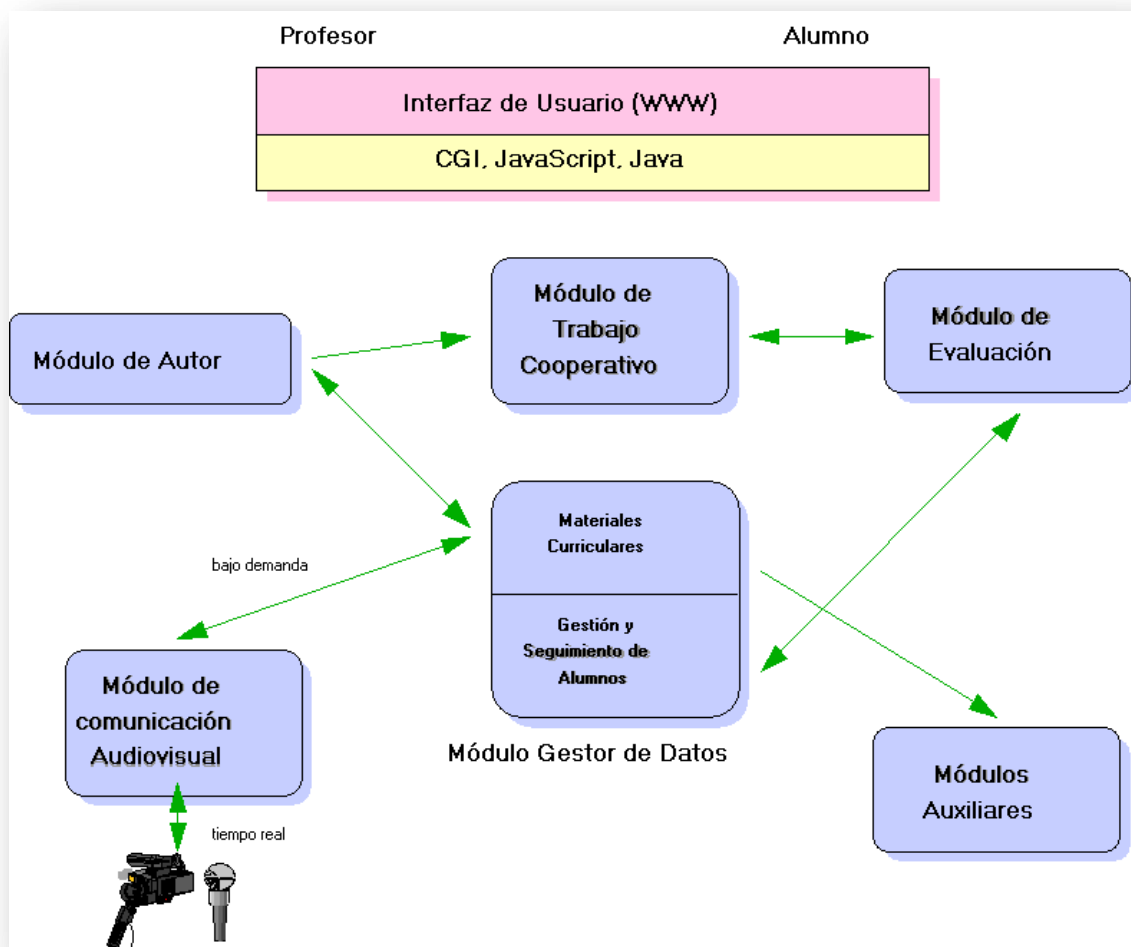 Profesor
Alumno
Interfaz de Usuario (WWW)
CGI, JavaScript, Java
Módulo de Autor
Módulo de
Trabajo
Cooperativo
Módulo de
Evaluación
Materiales
Curriculares
Gestión y
Seguimiento de
Alumnos
Módulo Gestor de Datos
bajo demanda
Módulo de
comunicación
Audiovisual
tiempo real
Módulos
Auxiliares